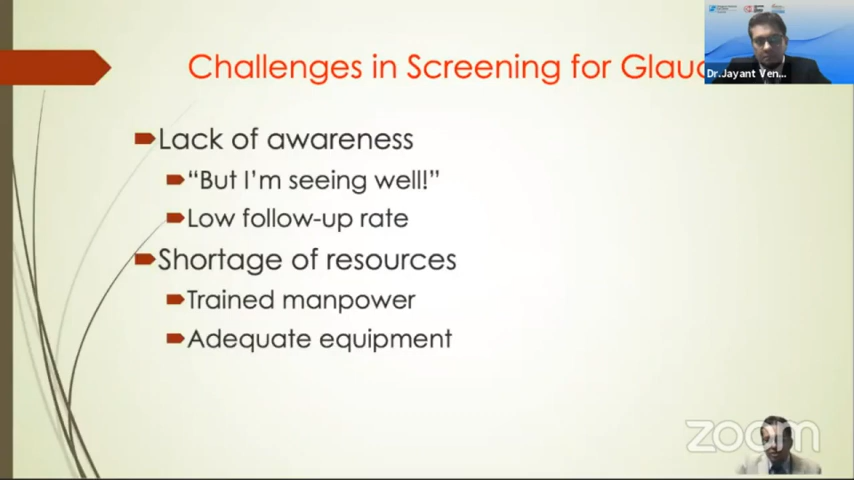 Challenges in Screening for Glauc
Dr.Jayant Ven...
Lack of awareness
“But I’m seeing well!”
Low follow-up rate
Shortage of resources
Trained manpower
Adequate equipment
zoom